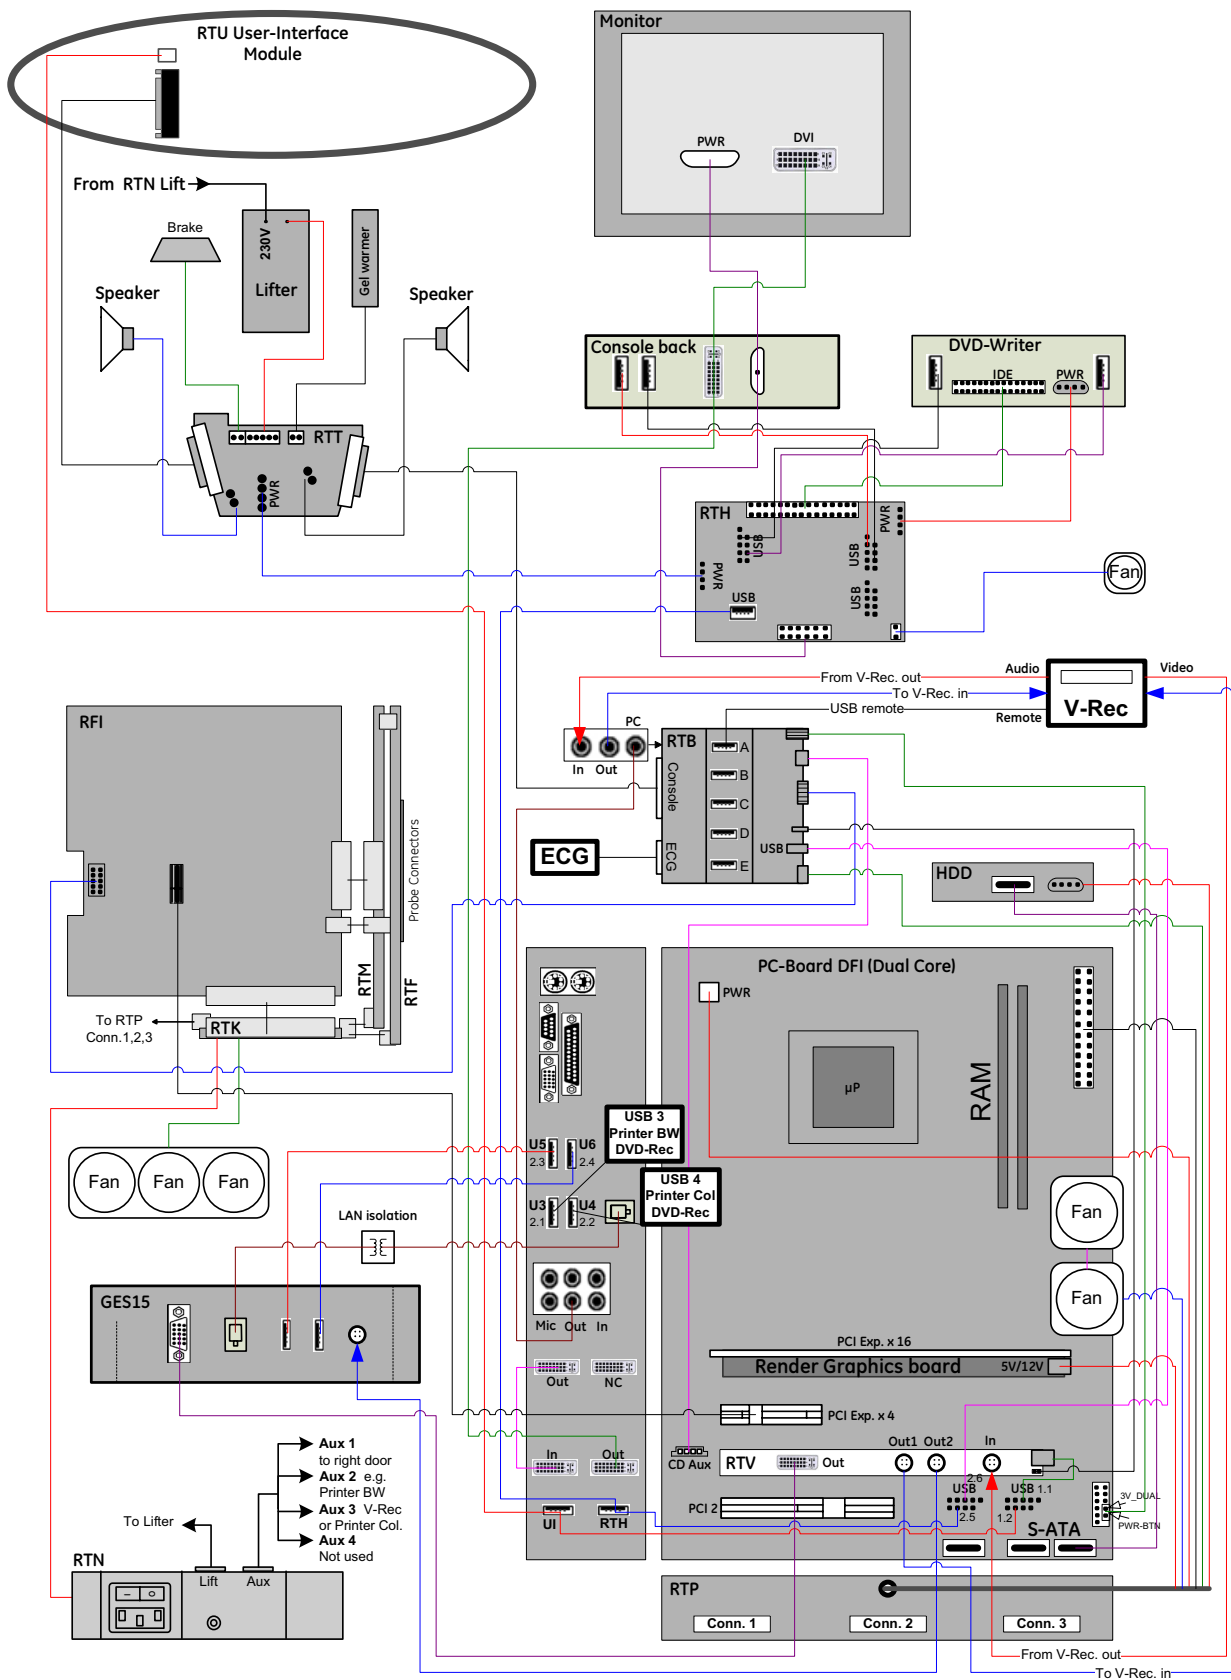 RTU User-Interface
Module
Monitor
PWR
DVI
From RTN Lift
Brake
230V
Lifter
Gel warmer
Speaker
Speaker
Console back
DVD-Writer
IDE
PWR
RTT
PWR
RTH
USB
PWR
USB
USB
PWR
USB
Fan
From V-Rec. out
Audio
Video
To V-Rec. in
USB remote
Remote
V-Rec
RFI
PC
RTB
A
In
Out
B
Console
C
D
USB
ECG
ECG
E
Probe Connectors
HDD
RTM
RTF
PC-Board DFI (Dual Core)
PWR
To RTP
Conn.1,2,3
RTK
µP
RAM
USB 3
Printer BW
DVD-Rec
U5
U6
2.3
2.4
Fan
Fan
Fan
USB 4
Printer Col
DVD-Rec
U3
U4
2.1
2.2
LAN isolation
Fan
Fan
GES15
Mic
Out
In
PCI Exp. x 16
Render Graphics board
5V/12V
Out
NC
PCI Exp. x 4
Out1
Out2
In
In
Out
CD Aux
RTV
Out
2.6
USB
USB
1.1
3V_DUAL
PCI 2
2.5
1.2
PWR-BTN
UI
RTH
S-ATA
Aux 1
to right door
Aux 2 e.g.
Printer BW
Aux 3 V-Rec
or Printer Col.
Aux 4
Not used
To Lifter
RTN
Lift
Aux
RTP
Conn. 1
Conn. 2
Conn. 3
From V-Rec. out
To V-Rec. in